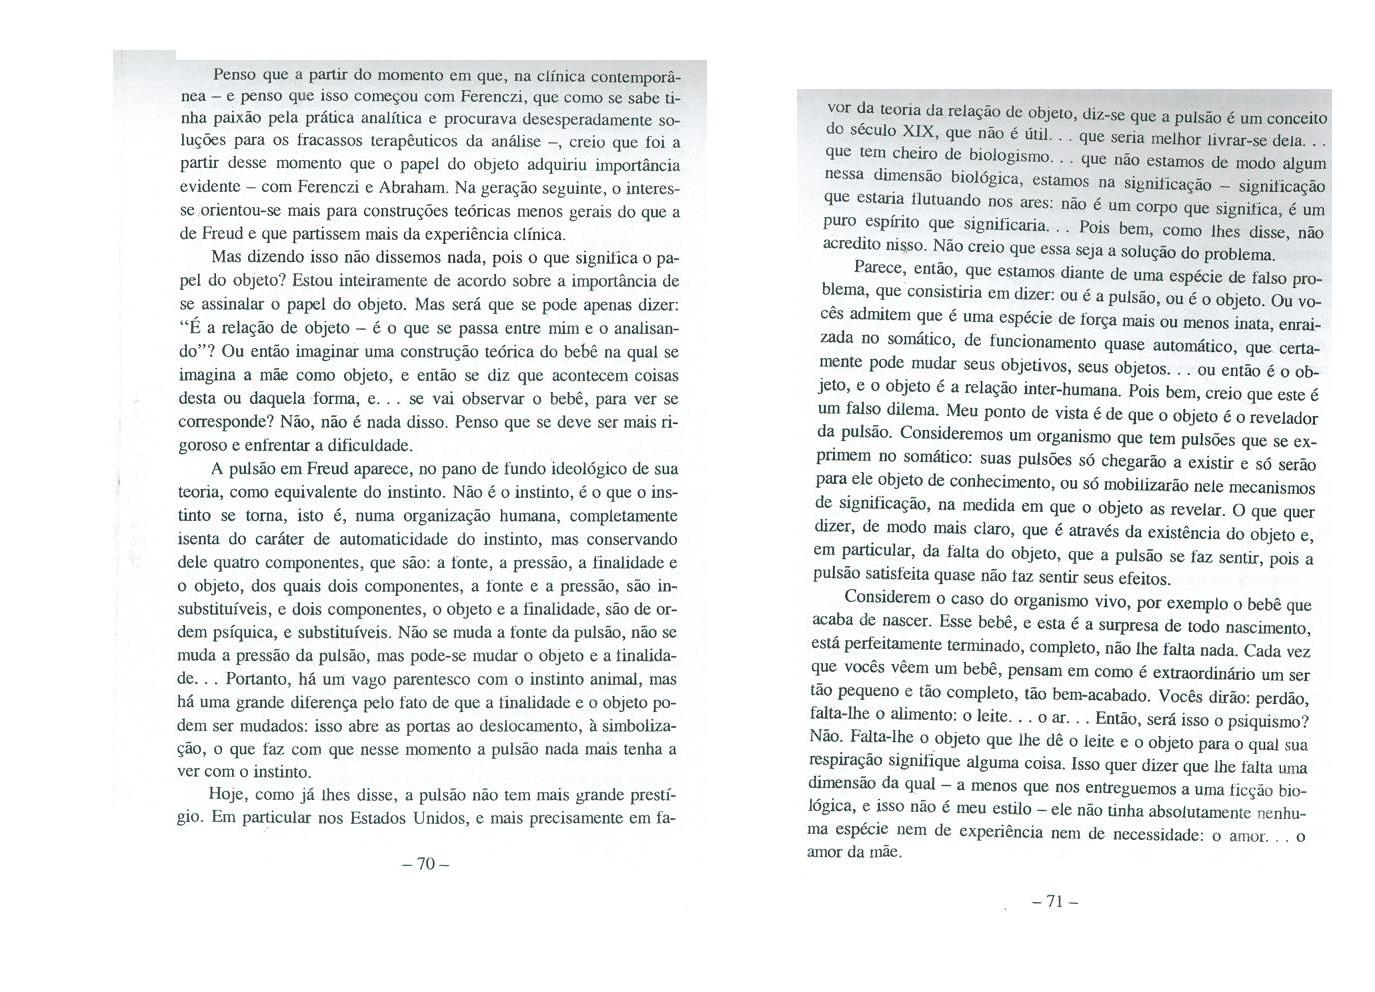 Penso que a partir do momento em que, na clínica contemporâ-
nea – e penso que isso começou com Ferenczi, que como se sabe ti-
nha paixão pela prática analítica e procurava desesperadamente so-
luções para os fracassos terapêuticos da análise –, creio que foi a
partir desse momento que o papel do objeto adquiriu importância
evidente – com Ferenczi e Abraham. Na geração seguinte, o interes-
se orientou-se mais para construções teóricas menos gerais do que a
de Freud e que partissem mais da experiência clínica.
Mas dizendo isso não dissemos nada, pois o que significa o pa-
pel do objeto? Estou inteiramente de acordo sobre a importância de
se assinalar o papel do objeto. Mas será que se pode apenas dizer:
“É a relação de objeto – é o que se passa entre mim e o analisan-
do”? Ou então imaginar uma construção teórica do bebê na qual se
imagina a mãe como objeto, e então se diz que acontecem coisas
desta ou daquela forma, e. . . se vai observar o bebê, para ver se
corresponde? Não, não é nada disso. Penso que se deve ser mais ri-
goroso e enfrentar a dificuldade.
A pulsão em Freud aparece, no pano de fundo ideológico de sua
teoria, como equivalente do instinto. Não é o instinto, é o que o ins-
tinto se torna, isto é, numa organização humana, completamente
isenta do caráter de automaticidade do instinto, mas conservando
dele quatro componentes, que são: a fonte, a pressão, a finalidade e
o objeto, dos quais dois componentes, a fonte e a pressão, são in-
substituíveis, e dois componentes, o objeto e a finalidade, são de or-
dem psíquica, e substituíveis. Não se muda a fonte da pulsão, não se
muda a pressão da pulsão, mas pode-se mudar o objeto e a finalida-
de. . . Portanto, há um vago parentesco com o instinto animal, mas
há uma grande diferença pelo fato de que a finalidade e o objeto po-
dem ser mudados: isso abre as portas ao deslocamento, à simboliza-
ção, o que faz com que nesse momento a pulsão nada mais tenha a
ver com o instinto.
Hoje, como já lhes disse, a pulsão não tem mais grande prestí-
gio. Em particular nos Estados Unidos, e mais precisamente em fa-
– 70 –
vor da teoria da relação de objeto, diz-se que a pulsão é um conceito
do século XIX, que não é útil. . . que seria melhor livrar-se dela. . .
que tem cheiro de biologismo. . . que não estamos de modo algum
nessa dimensão biológica, estamos na significação – significação
que estaria flutuando nos ares: não é um corpo que significa, é um
puro espírito que significaria. . . Pois bem, como lhes disse, não
acredito nisso. Não creio que essa seja a solução do problema.
Parece, então, que estamos diante de uma espécie de falso pro-
blema, que consistiria em dizer: ou é a pulsão, ou é o objeto. Ou vo-
cês admitem que é uma espécie de força mais ou menos inata, enrai-
zada no somático, de funcionamento quase automático, que certa-
mente pode mudar seus objetivos, seus objetos. . . ou então é o ob-
jeto, e o objeto é a relação inter-humana. Pois bem, creio que este é
um falso dilema. Meu ponto de vista é de que o objeto é o revelador
da pulsão. Consideremos um organismo que tem pulsões que se ex-
primem no somático: suas pulsões só chegarão a existir e só serão
para ele objeto de conhecimento, ou só mobilizarão nele mecanismos
de significação, na medida em que o objeto as revelar. O que quer
dizer, de modo mais claro, que é através da existência do objeto e,
em particular, da falta do objeto, que a pulsão se faz sentir, pois a
pulsão satisfeita quase não faz sentir seus efeitos.
Considerem o caso do organismo vivo, por exemplo o bebê que
acaba de nascer. Esse bebê, e esta é a surpresa de todo nascimento,
está perfeitamente terminado, completo, não lhe falta nada. Cada vez
que vocês vêem um bebê, pensam em como é extraordinário um ser
tão pequeno e tão completo, tão bem-acabado. Vocês dirão: perdão,
falta-lhe o alimento: o leite. . . o ar. . . Então, será isso o psiquismo?
Não. Falta-lhe o objeto que lhe dê o leite e o objeto para o qual sua
respiração signifique alguma coisa. Isso quer dizer que lhe falta uma
dimensão da qual – a menos que nos entreguemos a uma ficção bio-
lógica, e isso não é meu estilo – ele não tinha absolutamente nenhu-
ma espécie nem de experiência nem de necessidade: o amor. . . o
amor da mãe.
– 71 –